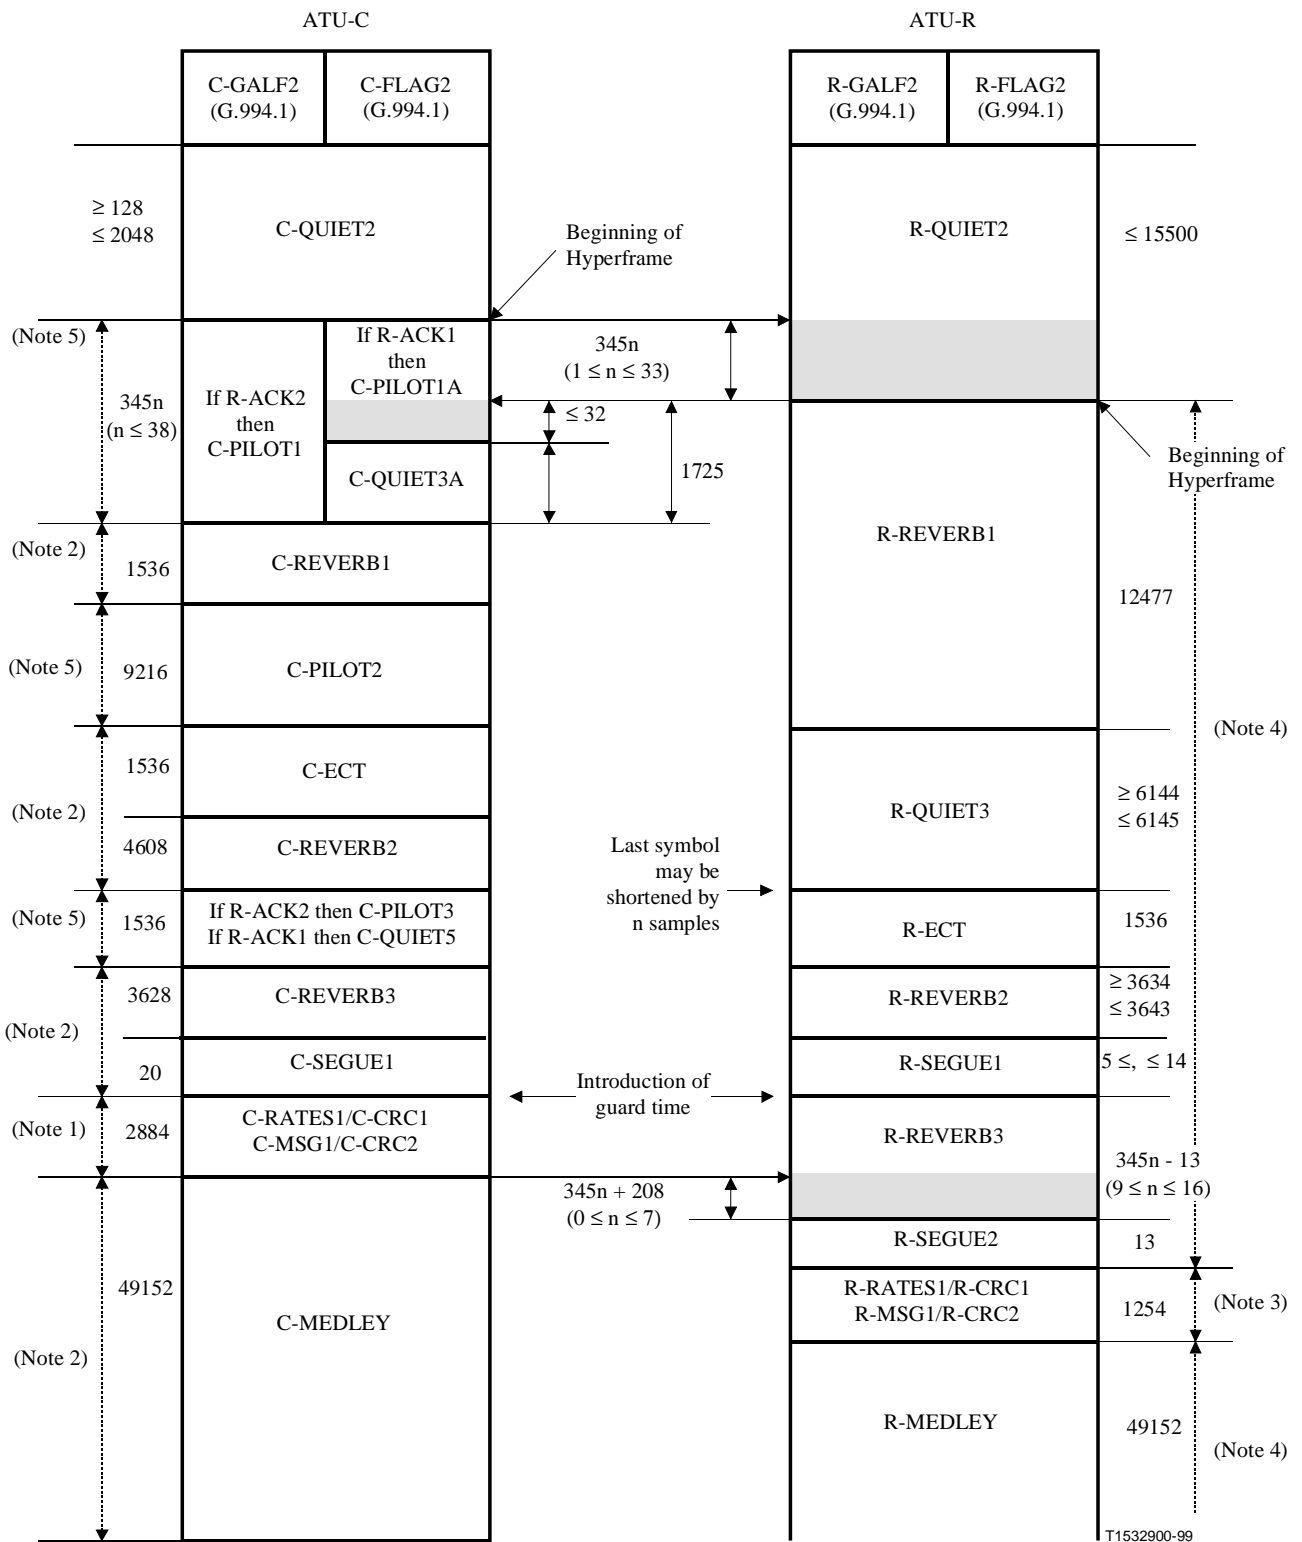 ATU-C
ATU-R
C-GALF2
(G.994.1)
C-FLAG2
(G.994.1)
R-GALF2
(G.994.1)
R-FLAG2
(G.994.1)
≥ 128
≤ 2048
C-QUIET2
Beginning of
Hyperframe
R-QUIET2
≤ 15500
(Note 5)
345n
(n ≤ 38)
If R-ACK2
then
C-PILOT1
If R-ACK1
then
C-PILOT1A
345n
(1 ≤ n ≤ 33)
≤ 32
C-QUIET3A
1725
Beginning of
Hyperframe
(Note 2)
1536
C-REVERB1
R-REVERB1
12477
(Note 5)
9216
C-PILOT2
(Note 4)
1536
C-ECT
(Note 2)
4608
C-REVERB2
R-QUIET3
≥ 6144
≤ 6145
Last symbol
may be
shortened by
n samples
(Note 5)
1536
If R-ACK2 then C-PILOT3
If R-ACK1 then C-QUIET5
R-ECT
1536
3628
C-REVERB3
R-REVERB2
≥ 3634
≤ 3643
(Note 2)
20
C-SEGUE1
R-SEGUE1
5 ≤, ≤ 14
Introduction of
guard time
(Note 1)
2884
C-RATES1/C-CRC1
C-MSG1/C-CRC2
R-REVERB3
345n - 13
(9 ≤ n ≤ 16)
345n + 208
(0 ≤ n ≤ 7)
R-SEGUE2
13
49152
C-MEDLEY
R-RATES1/R-CRC1
R-MSG1/R-CRC2
1254
(Note 3)
(Note 2)
R-MEDLEY
49152
(Note 4)
T1532900-99